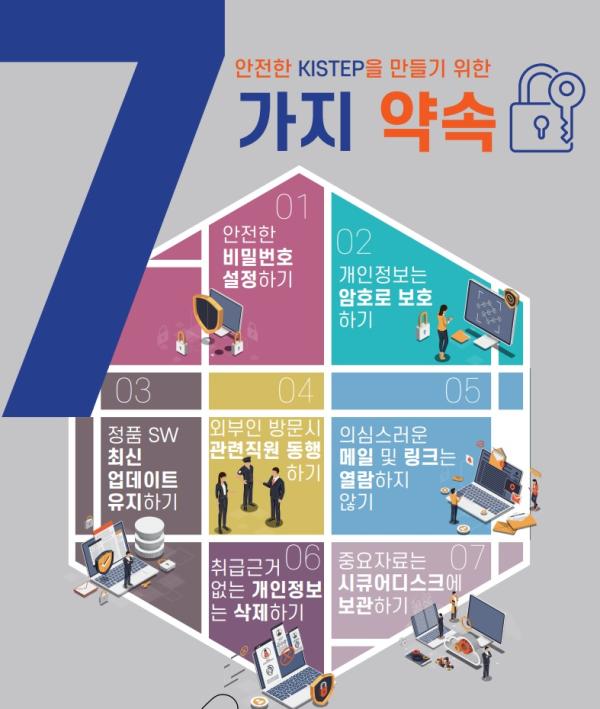 7
안전한 KISTEP을 만들기 위한
가지 약속
01
안전한
비밀번호
설정하기
02
개인정보는
암호로 보호
하기
03
정품 SW
최신
업데이트
유지하기
04
외부인 방문시
관련직원 동행
하기
05
의심스러운
메일 및 링크는
열람하지
않기
06
취급근거
없는 개인정보
는 삭제하기
07
중요자료는
시큐어디스크에
보관하기